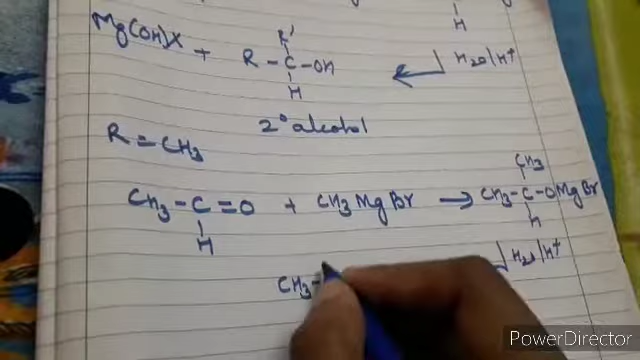 H
Mg(OH)X + R - C - OH
R'
H
H2O/H+
2° alcohol
R = CH3
CH3 - C = O + CH3MgBr → CH3 - C - OMgBr
H
CH3
H
H2O/H+
CH3 -
PowerDirector